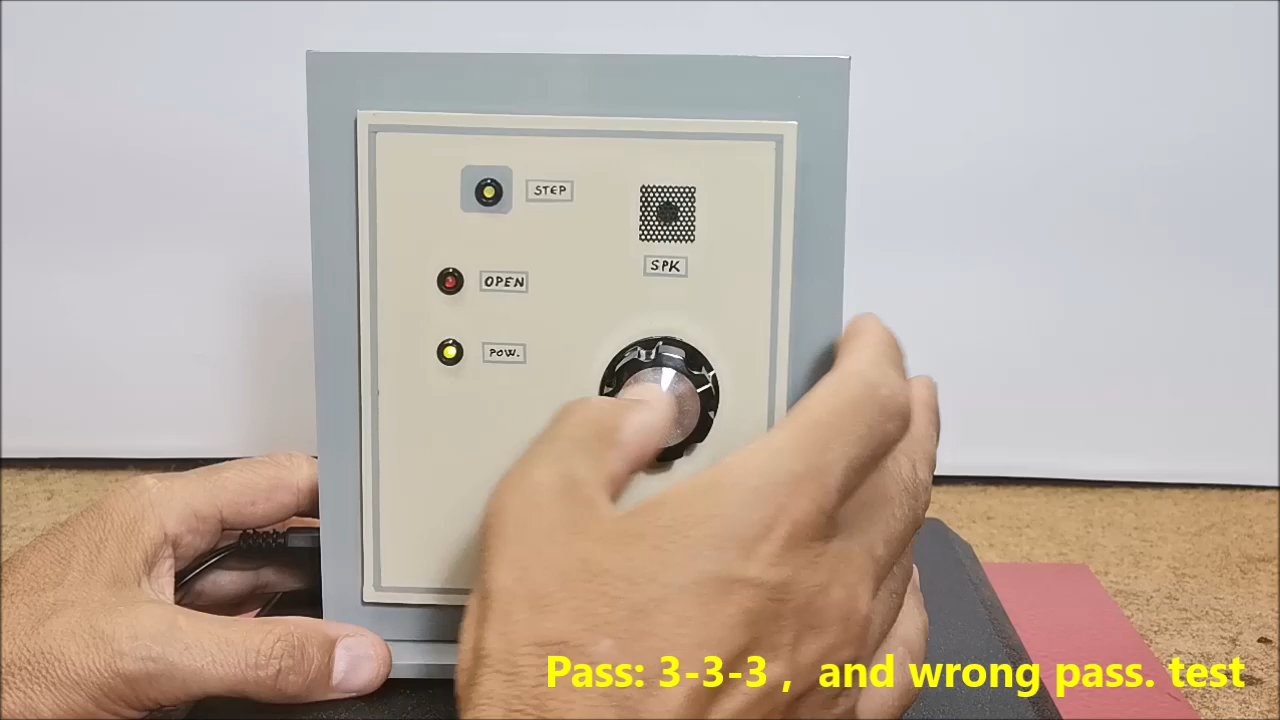 STEP
SPK
OPEN
POW.
Pass: 3-3-3 ,  and wrong pass. test